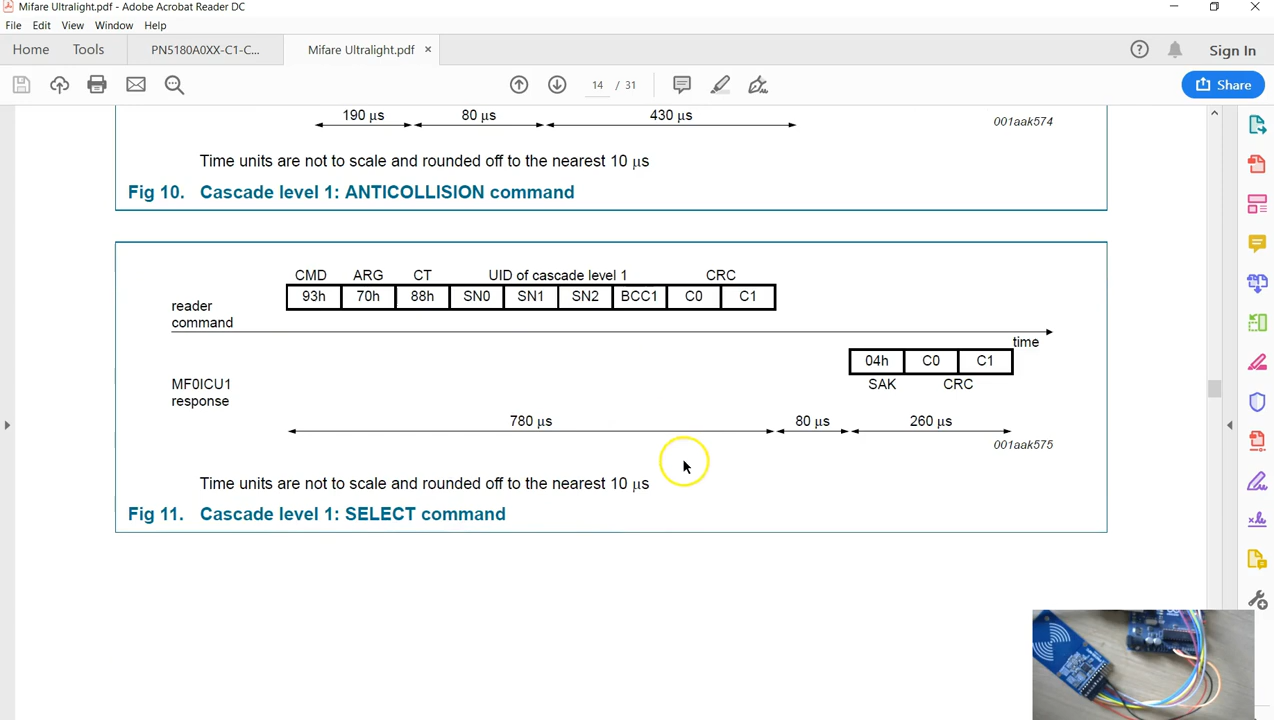 Mifare Ultralight.pdf - Adobe Acrobat Reader DC
File Edit View Window Help
Home Tools PN5180A0XX-C1-C... Mifare Ultralight.pdf × Sign In
14 / 31 Share
190 μs 80 μs 430 μs
001aak574
Time units are not to scale and rounded off to the nearest 10 μs
Fig 10. Cascade level 1: ANTICOLLISION command
CMD ARG CT UID of cascade level 1 CRC
93h 70h 88h SN0 SN1 SN2 BCC1 C0 C1
reader
command
time
04h C0 C1
SAK CRC
MF0ICU1
response
780 μs 80 μs 260 μs
001aak575
Time units are not to scale and rounded off to the nearest 10 μs
Fig 11. Cascade level 1: SELECT command